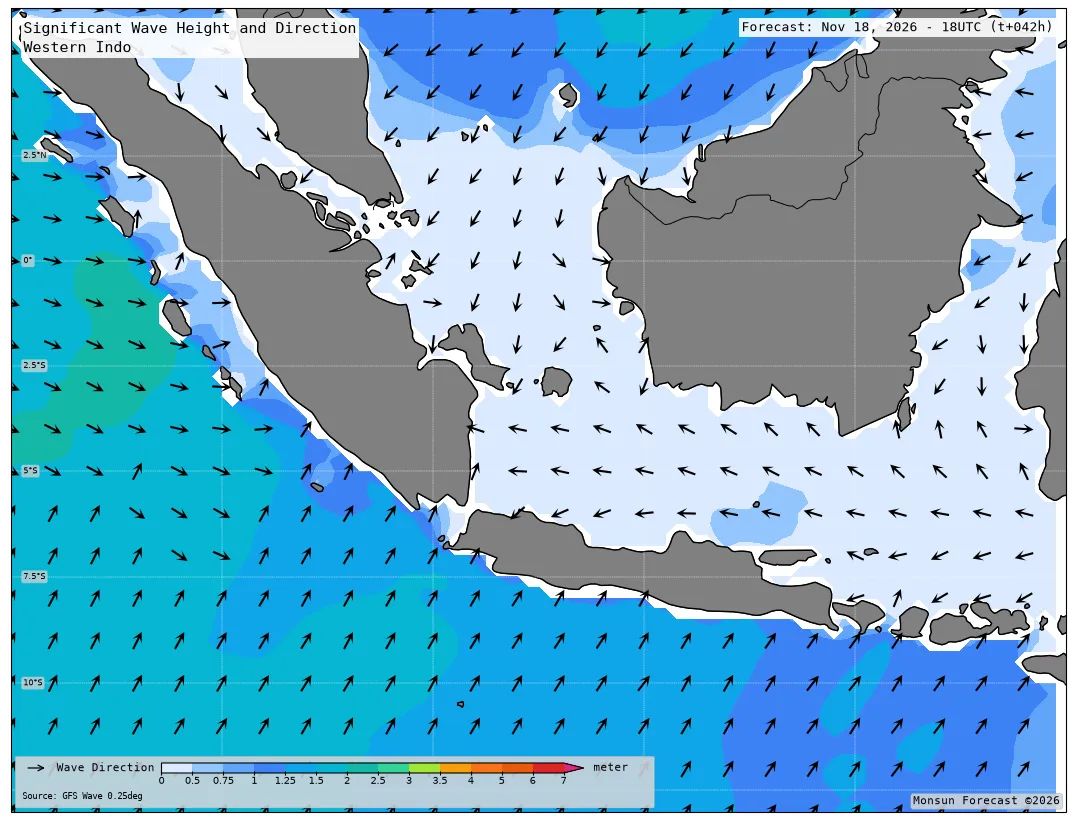 Significant Wave Height and Direction
Western Indo
Forecast: Nov 18, 2026 - 18UTC (t+042h)
2.5°N
0°
2.5°S
5°S
7.5°S
10°S
Wave Direction
0 0.5 0.75 1 1.25 1.5 2 2.5 3 3.5 4 5 6 7
meter
Source: GFS Wave 0.25deg
Monsun Forecast ©2026